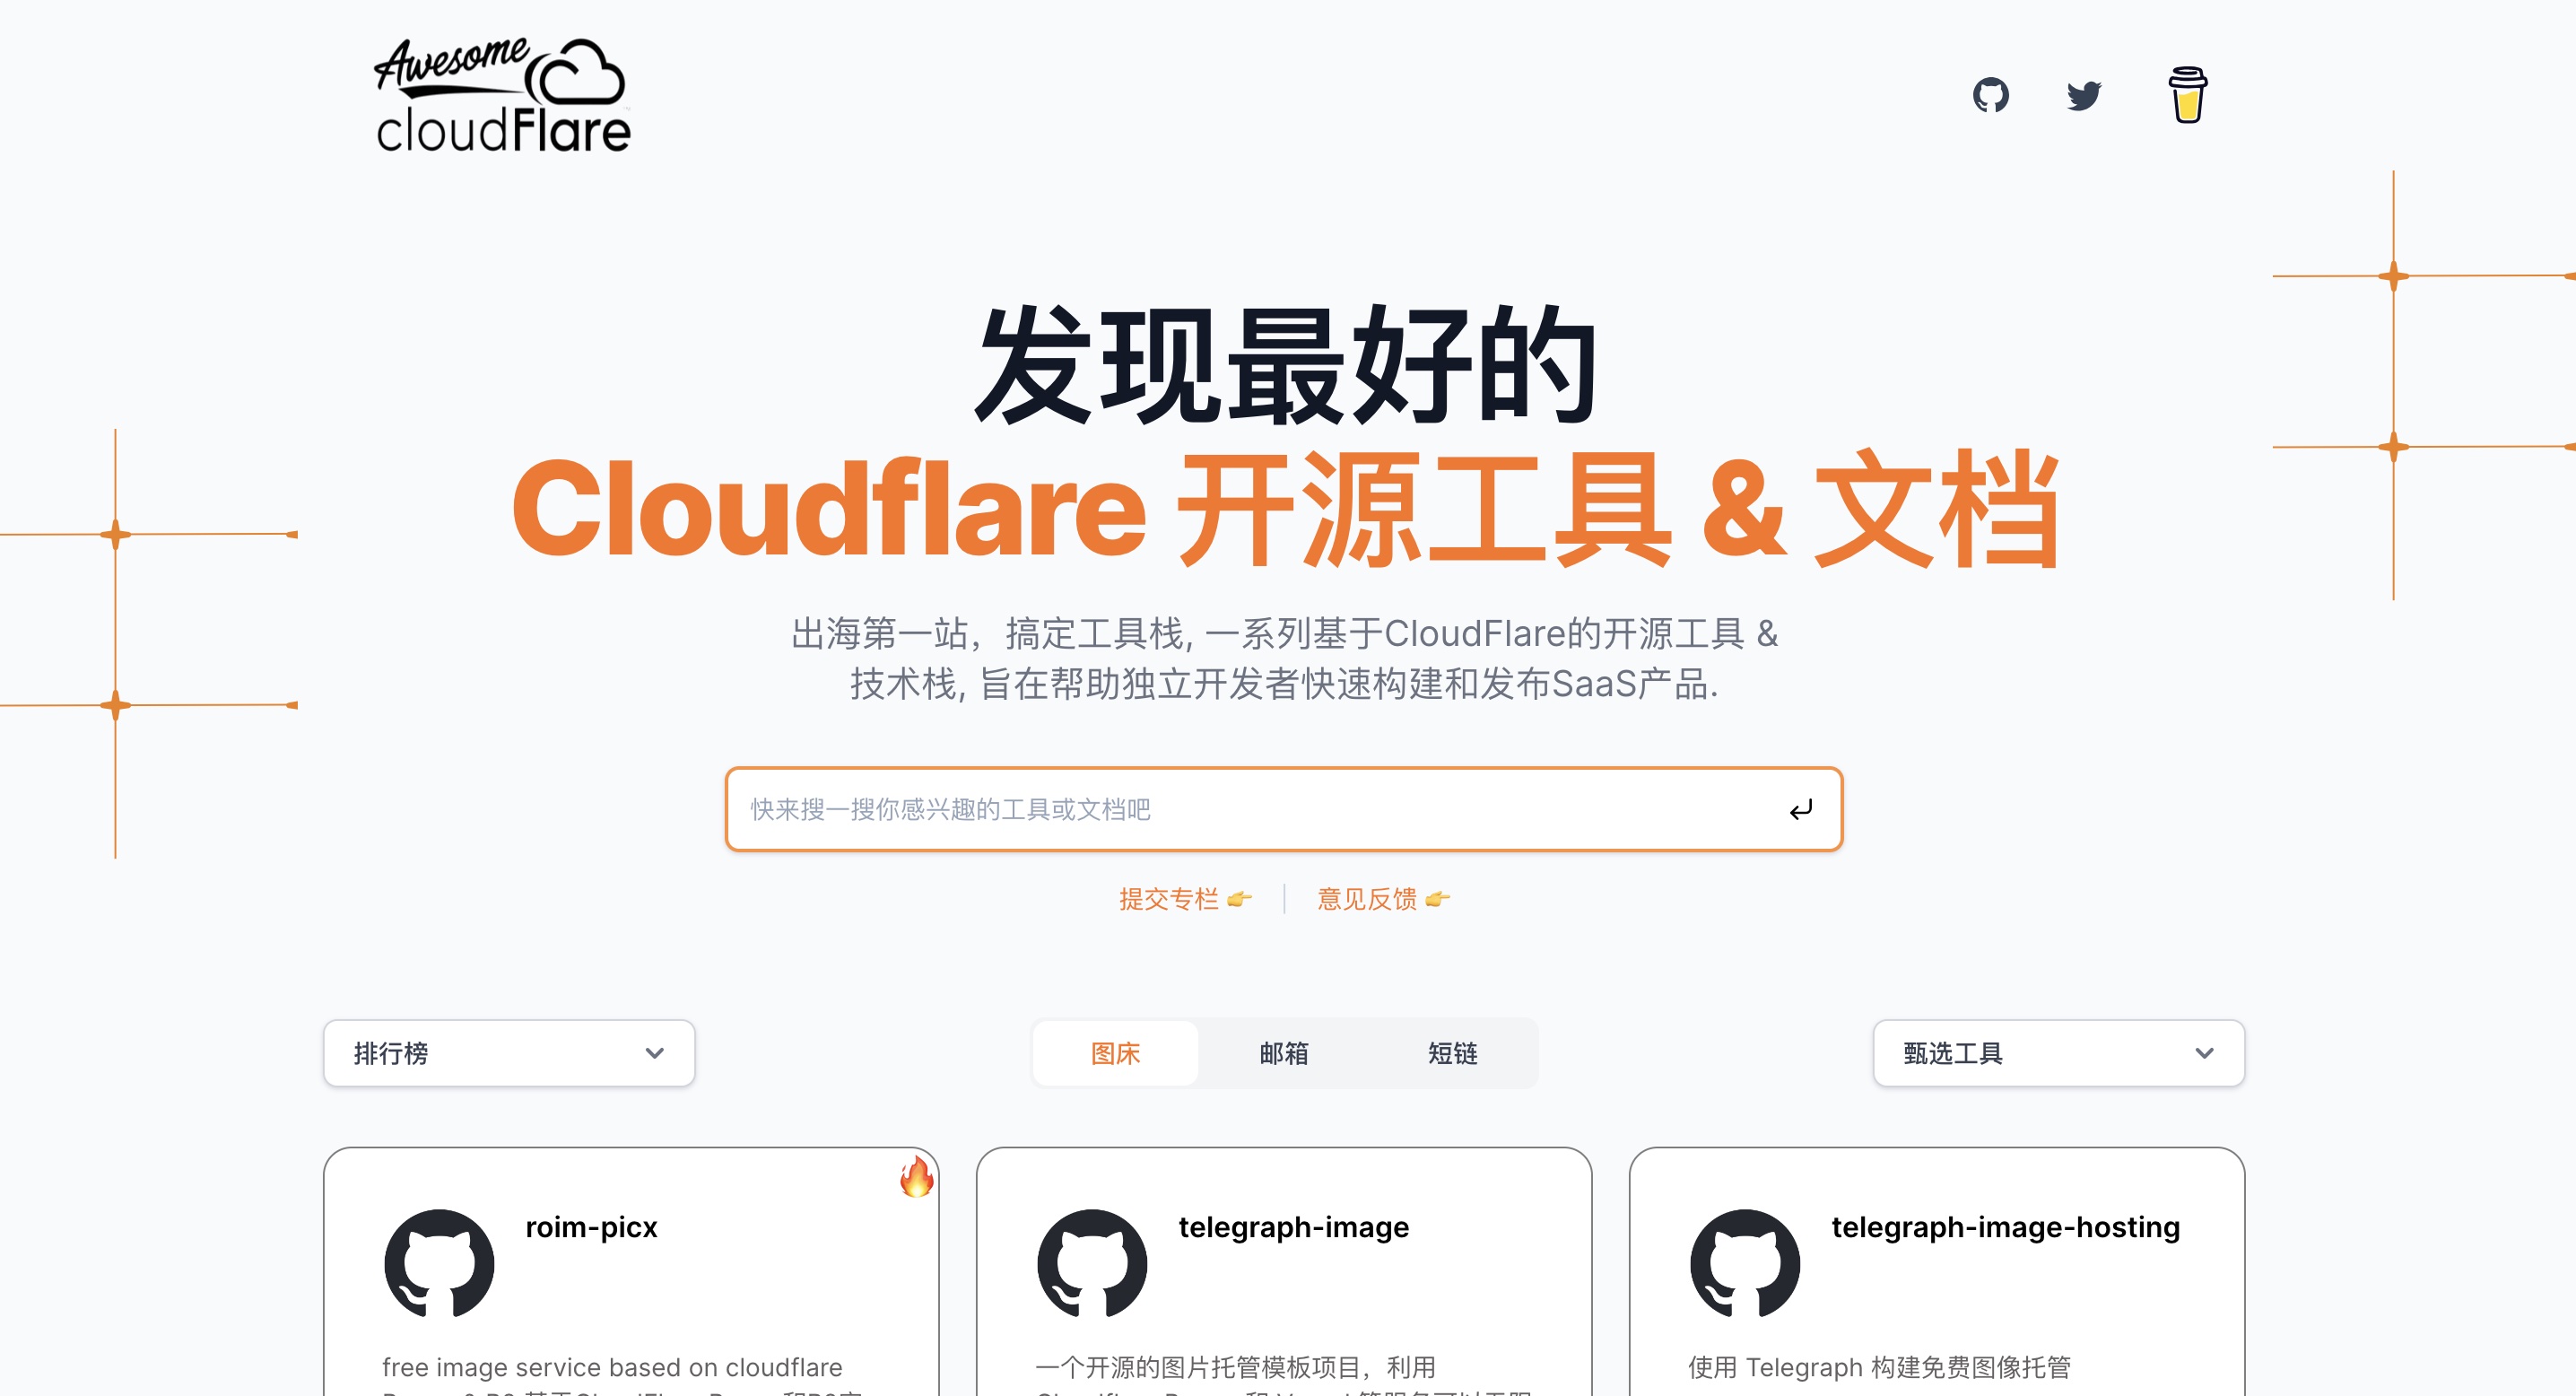 Awesome
cloudFlare
发现最好的
Cloudflare 开源工具 & 文档
出海第一站，搞定工具栈, 一系列基于CloudFlare的开源工具 &
技术栈, 旨在帮助独立开发者快速构建和发布SaaS产品.
快来搜一搜你感兴趣的工具或文档吧
提交专栏 👉 意见反馈 👉
排行榜
图床 邮箱 短链
甄选工具
roim-picx
free image service based on cloudflare
telegraph-image
一个开源的图片托管模板项目，利用
telegraph-image-hosting
使用 Telegraph 构建免费图像托管